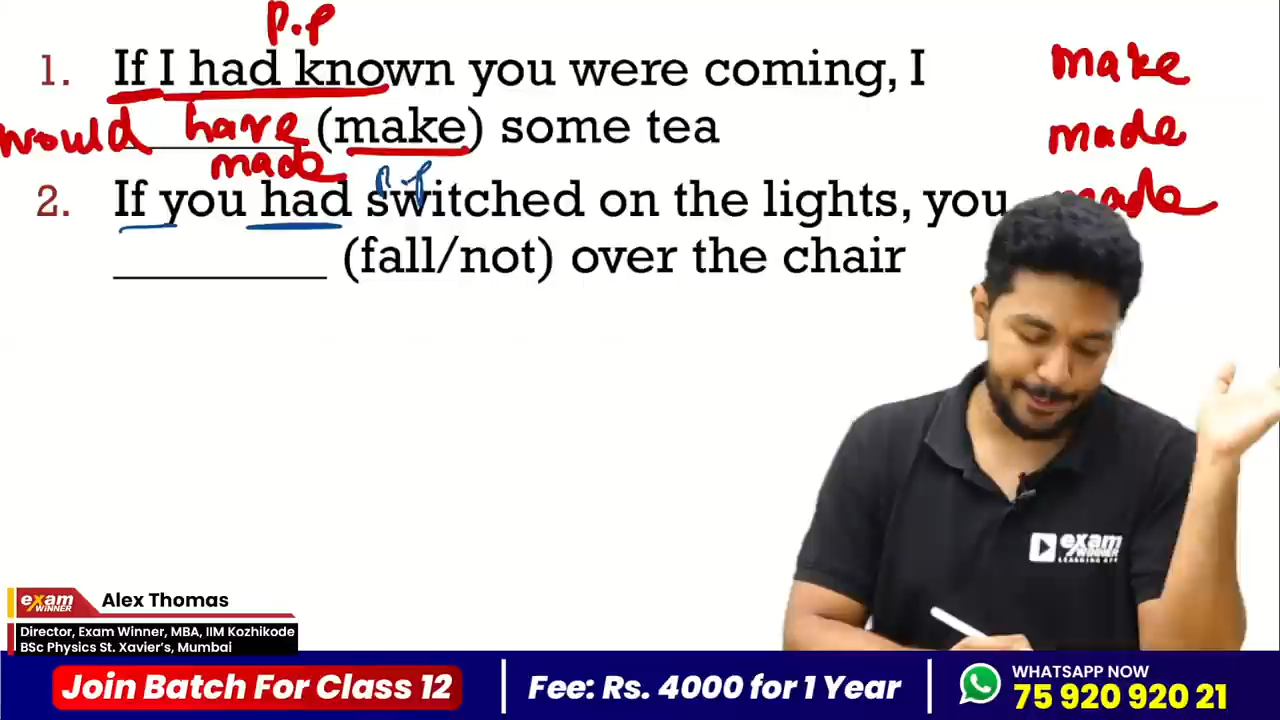 p.p
1. If I had known you were coming, I
make
would have (make) some tea
made
made
2. If you had switched on the lights, you
p.p
made
(fall/not) over the chair
exam WINNER LEARNING APP
exam WINNER
Alex Thomas
Director, Exam Winner, MBA, IIM Kozhikode
BSc Physics St. Xavier's, Mumbai
Join Batch For Class 12
Fee: Rs. 4000 for 1 Year
WHATSAPP NOW
75 920 920 21